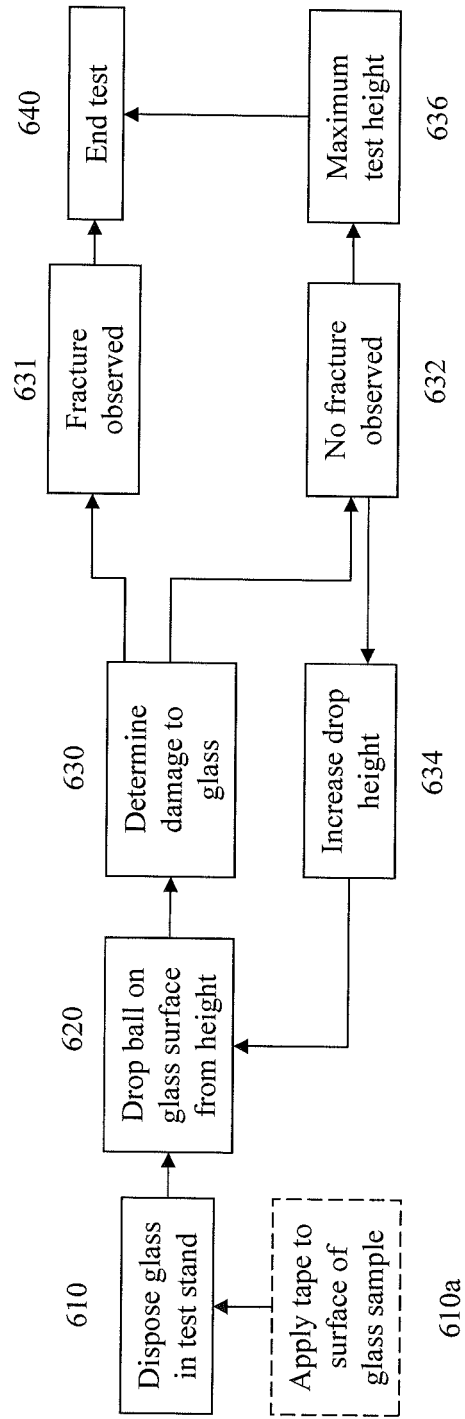 610
Dispose glass
in test stand
Apply tape to
surface of
glass sample
610a
620
Drop ball on
glass surface
from height
630
Determine
damage to
glass
Increase drop
height
634
631
Fracture
observed
No fracture
observed
632
640
End test
Maximum
test height
636